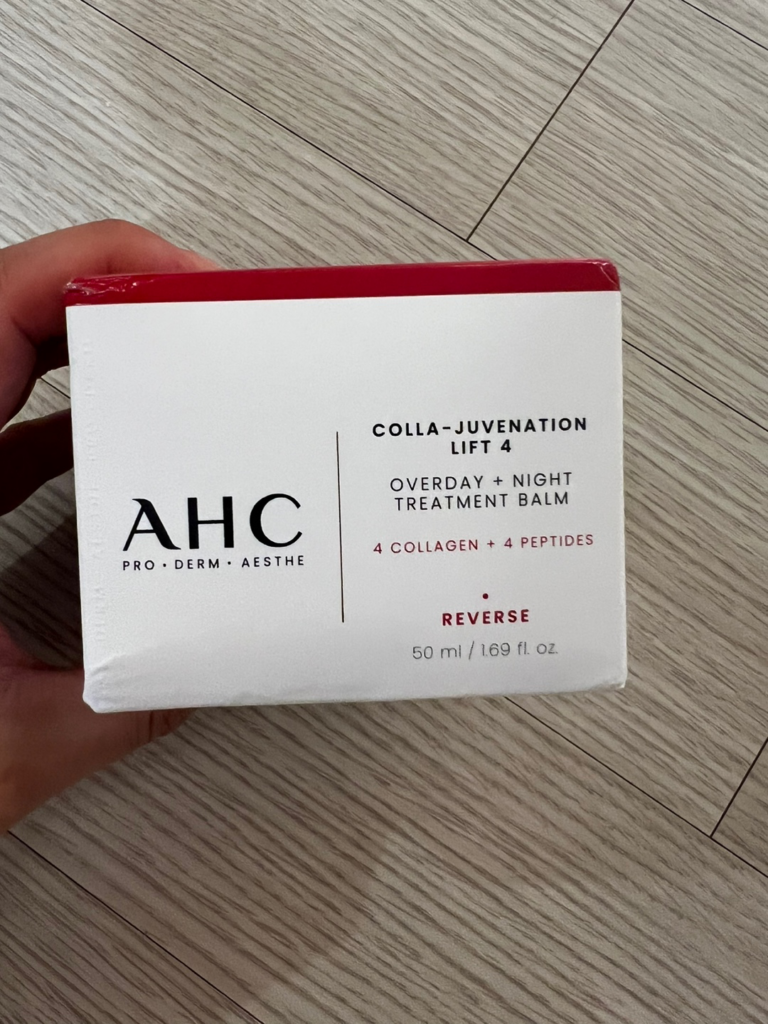 AHC
PRO • DERM • AESTHE
COLLA-JUVENATION
LIFT 4
OVERDAY + NIGHT
TREATMENT BALM
4 COLLAGEN + 4 PEPTIDES
• REVERSE
50 ml / 1.69 fl. oz.